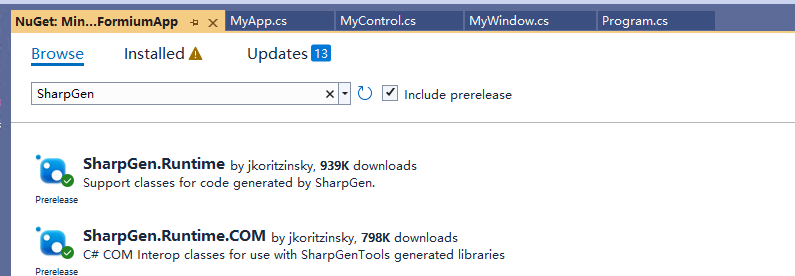 NuGet: Min...FormiumApp MyApp.cs MyControl.cs MyWindow.cs Program.cs
Browse Installed Updates 13
SharpGen Include prerelease
SharpGen.Runtime by jkoritzinsky, 939K downloads
Support classes for code generated by SharpGen.
Prerelease
SharpGen.Runtime.COM by jkoritzinsky, 798K downloads
C# COM Interop classes for use with SharpGenTools generated libraries
Prerelease